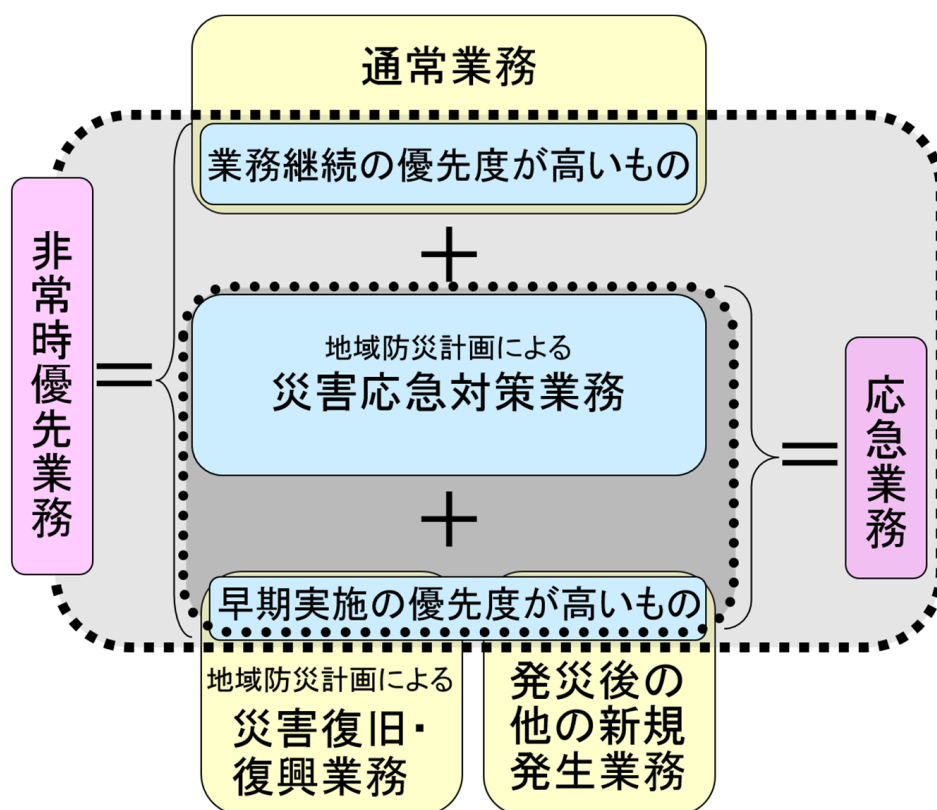 通常業務
業務継続の優先度が高いもの
＋
非常時優先業務
＝
地域防災計画による
災害応急対策業務
＝
応急業務
＋
早期実施の優先度が高いもの
地域防災計画による
災害復旧・
復興業務
発災後の
他の新規
発生業務